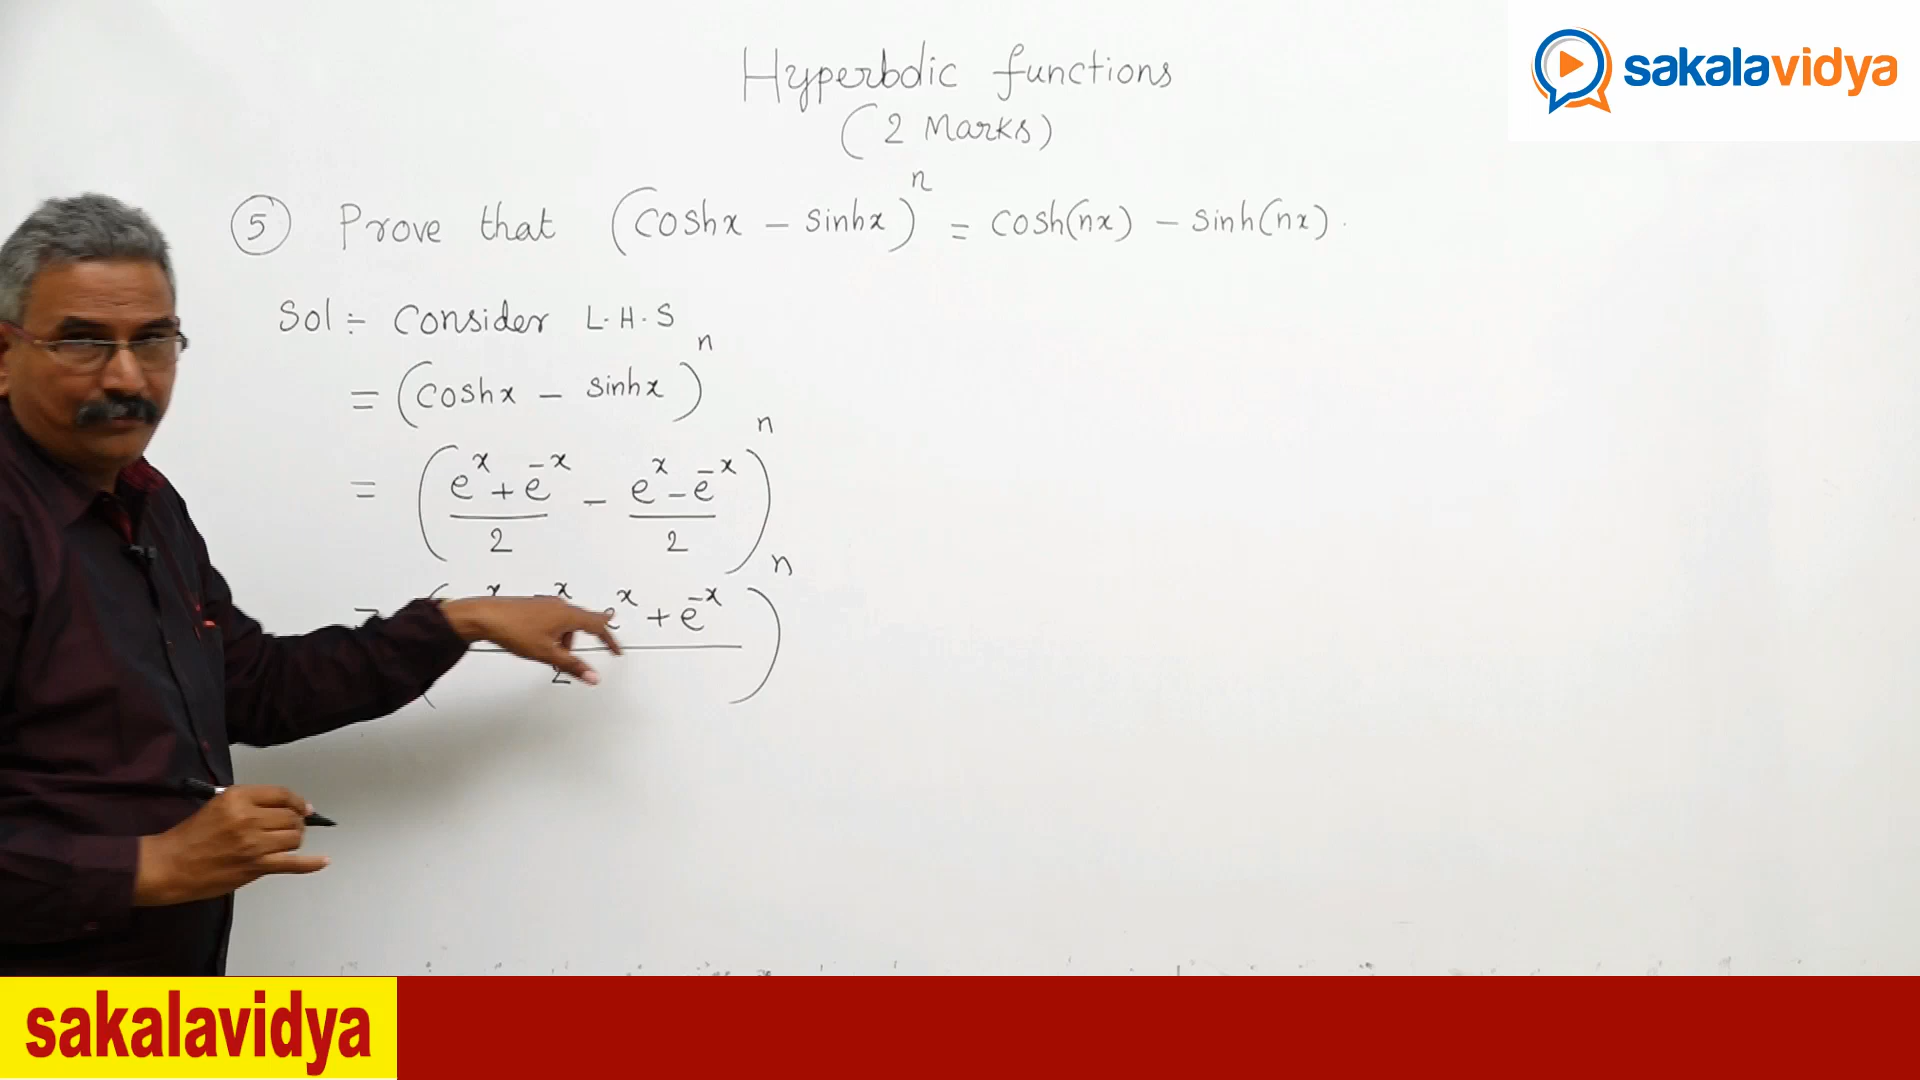 sakalavidya
Hyperbolic functions
(2 Marks)
5 Prove that (coshx - sinhx)^n = cosh(nx) - sinh(nx).
Sol ÷ Consider L.H.S
= (coshx - sinhx)^n
= ((e^x + e^-x)/2 - (e^x - e^-x)/2)^n
= ( x -x e^x + e^-x / 2 )^n
sakalavidya